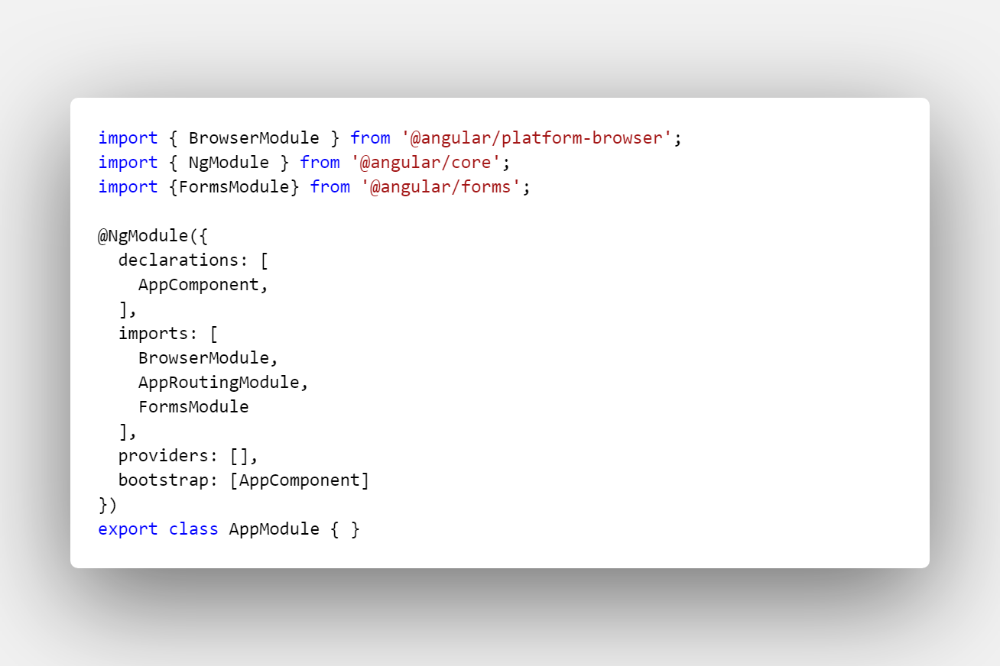 import { BrowserModule } from '@angular/platform-browser';
import { NgModule } from '@angular/core';
import {FormsModule} from '@angular/forms';

@NgModule({
  declarations: [
    AppComponent,
  ],
  imports: [
    BrowserModule,
    AppRoutingModule,
    FormsModule
  ],
  providers: [],
  bootstrap: [AppComponent]
})
export class AppModule { }